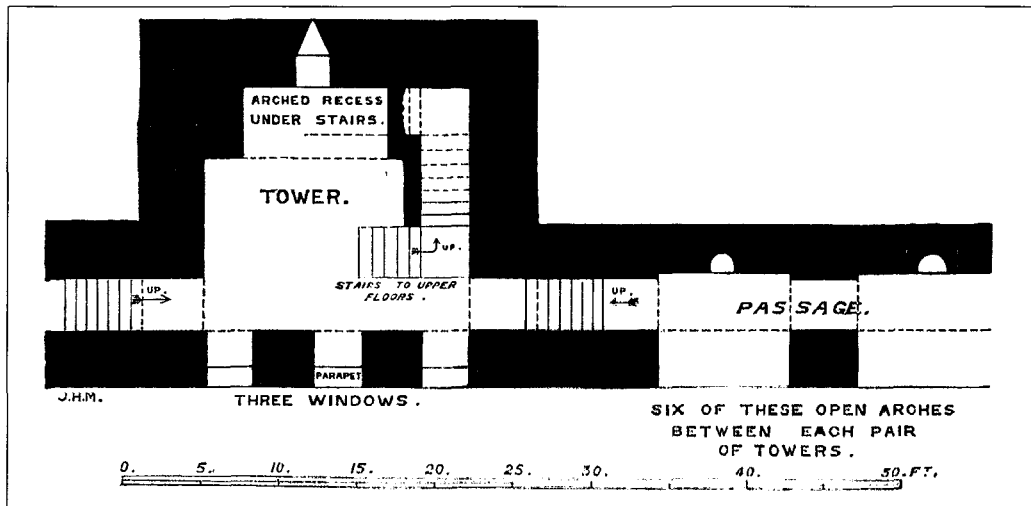 ARCHED RECESS
UNDER STAIRS.
TOWER.
UP.
STAIRS TO UPPER
FLOORS.
UP.
UP.
PASSAGE.
PARAPET
J.H.M.
THREE WINDOWS.
SIX OF THESE OPEN ARCHES
BETWEEN EACH PAIR
OF TOWERS.
0. 5. 10. 15. 20. 25. 30. 40. 50. FT.